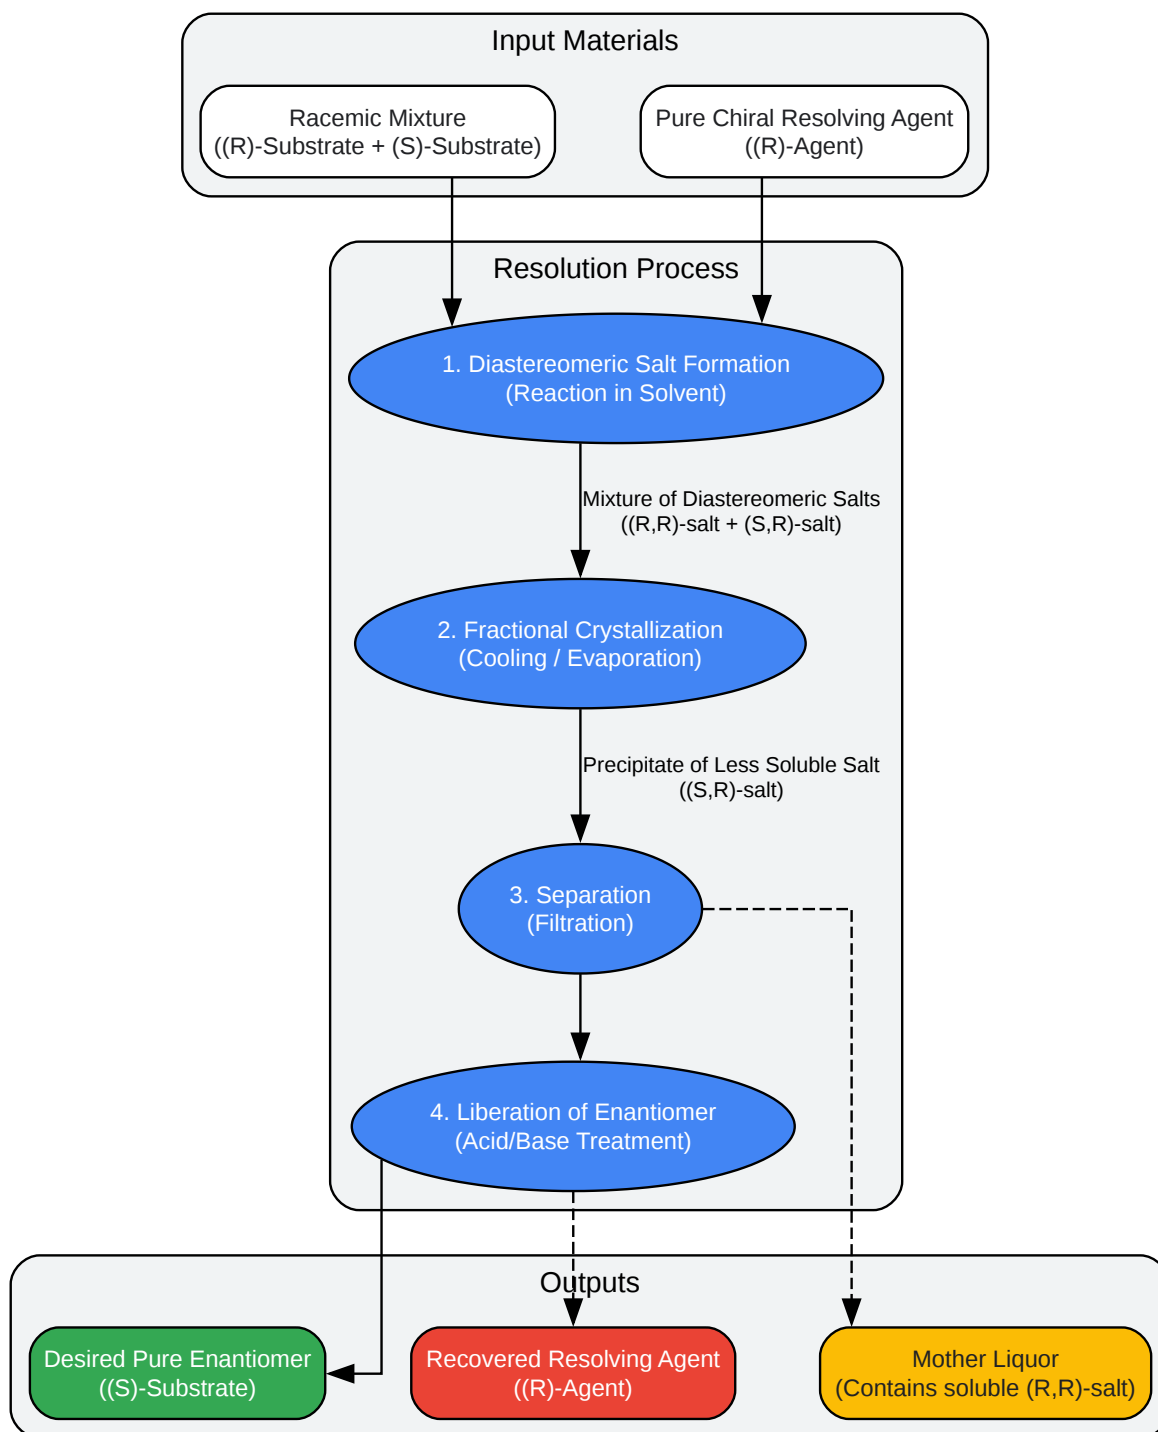 Input Materials
Racemic Mixture
((R)-Substrate + (S)-Substrate)
Pure Chiral Resolving Agent
((R)-Agent)
Resolution Process
1. Diastereomeric Salt Formation
(Reaction in Solvent)
Mixture of Diastereomeric Salts
((R,R)-salt + (S,R)-salt)
2. Fractional Crystallization
(Cooling / Evaporation)
Precipitate of Less Soluble Salt
((S,R)-salt)
3. Separation
(Filtration)
4. Liberation of Enantiomer
(Acid/Base Treatment)
Outputs
Desired Pure Enantiomer
((S)-Substrate)
Recovered Resolving Agent
((R)-Agent)
Mother Liquor
(Contains soluble (R,R)-salt)